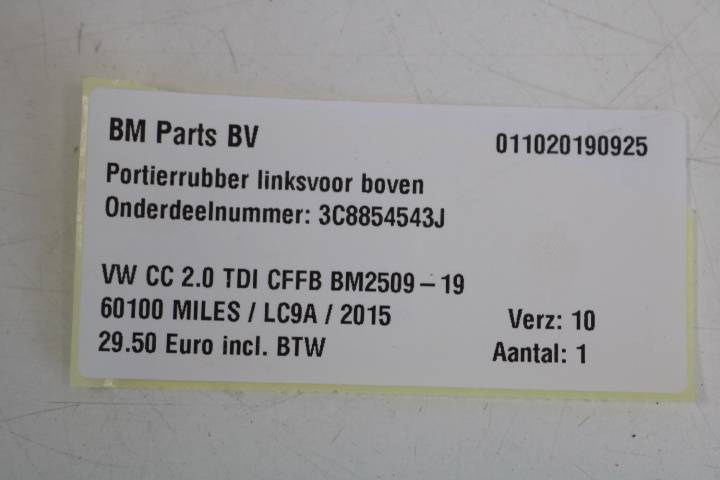 BM Parts BV 011020190925
Portierrubber linksvoor boven
Onderdeelnummer: 3C8854543J
VW CC 2.0 TDI CFFB BM2509 – 19
60100 MILES / LC9A / 2015 Verz: 10
29.50 Euro incl. BTW Aantal: 1